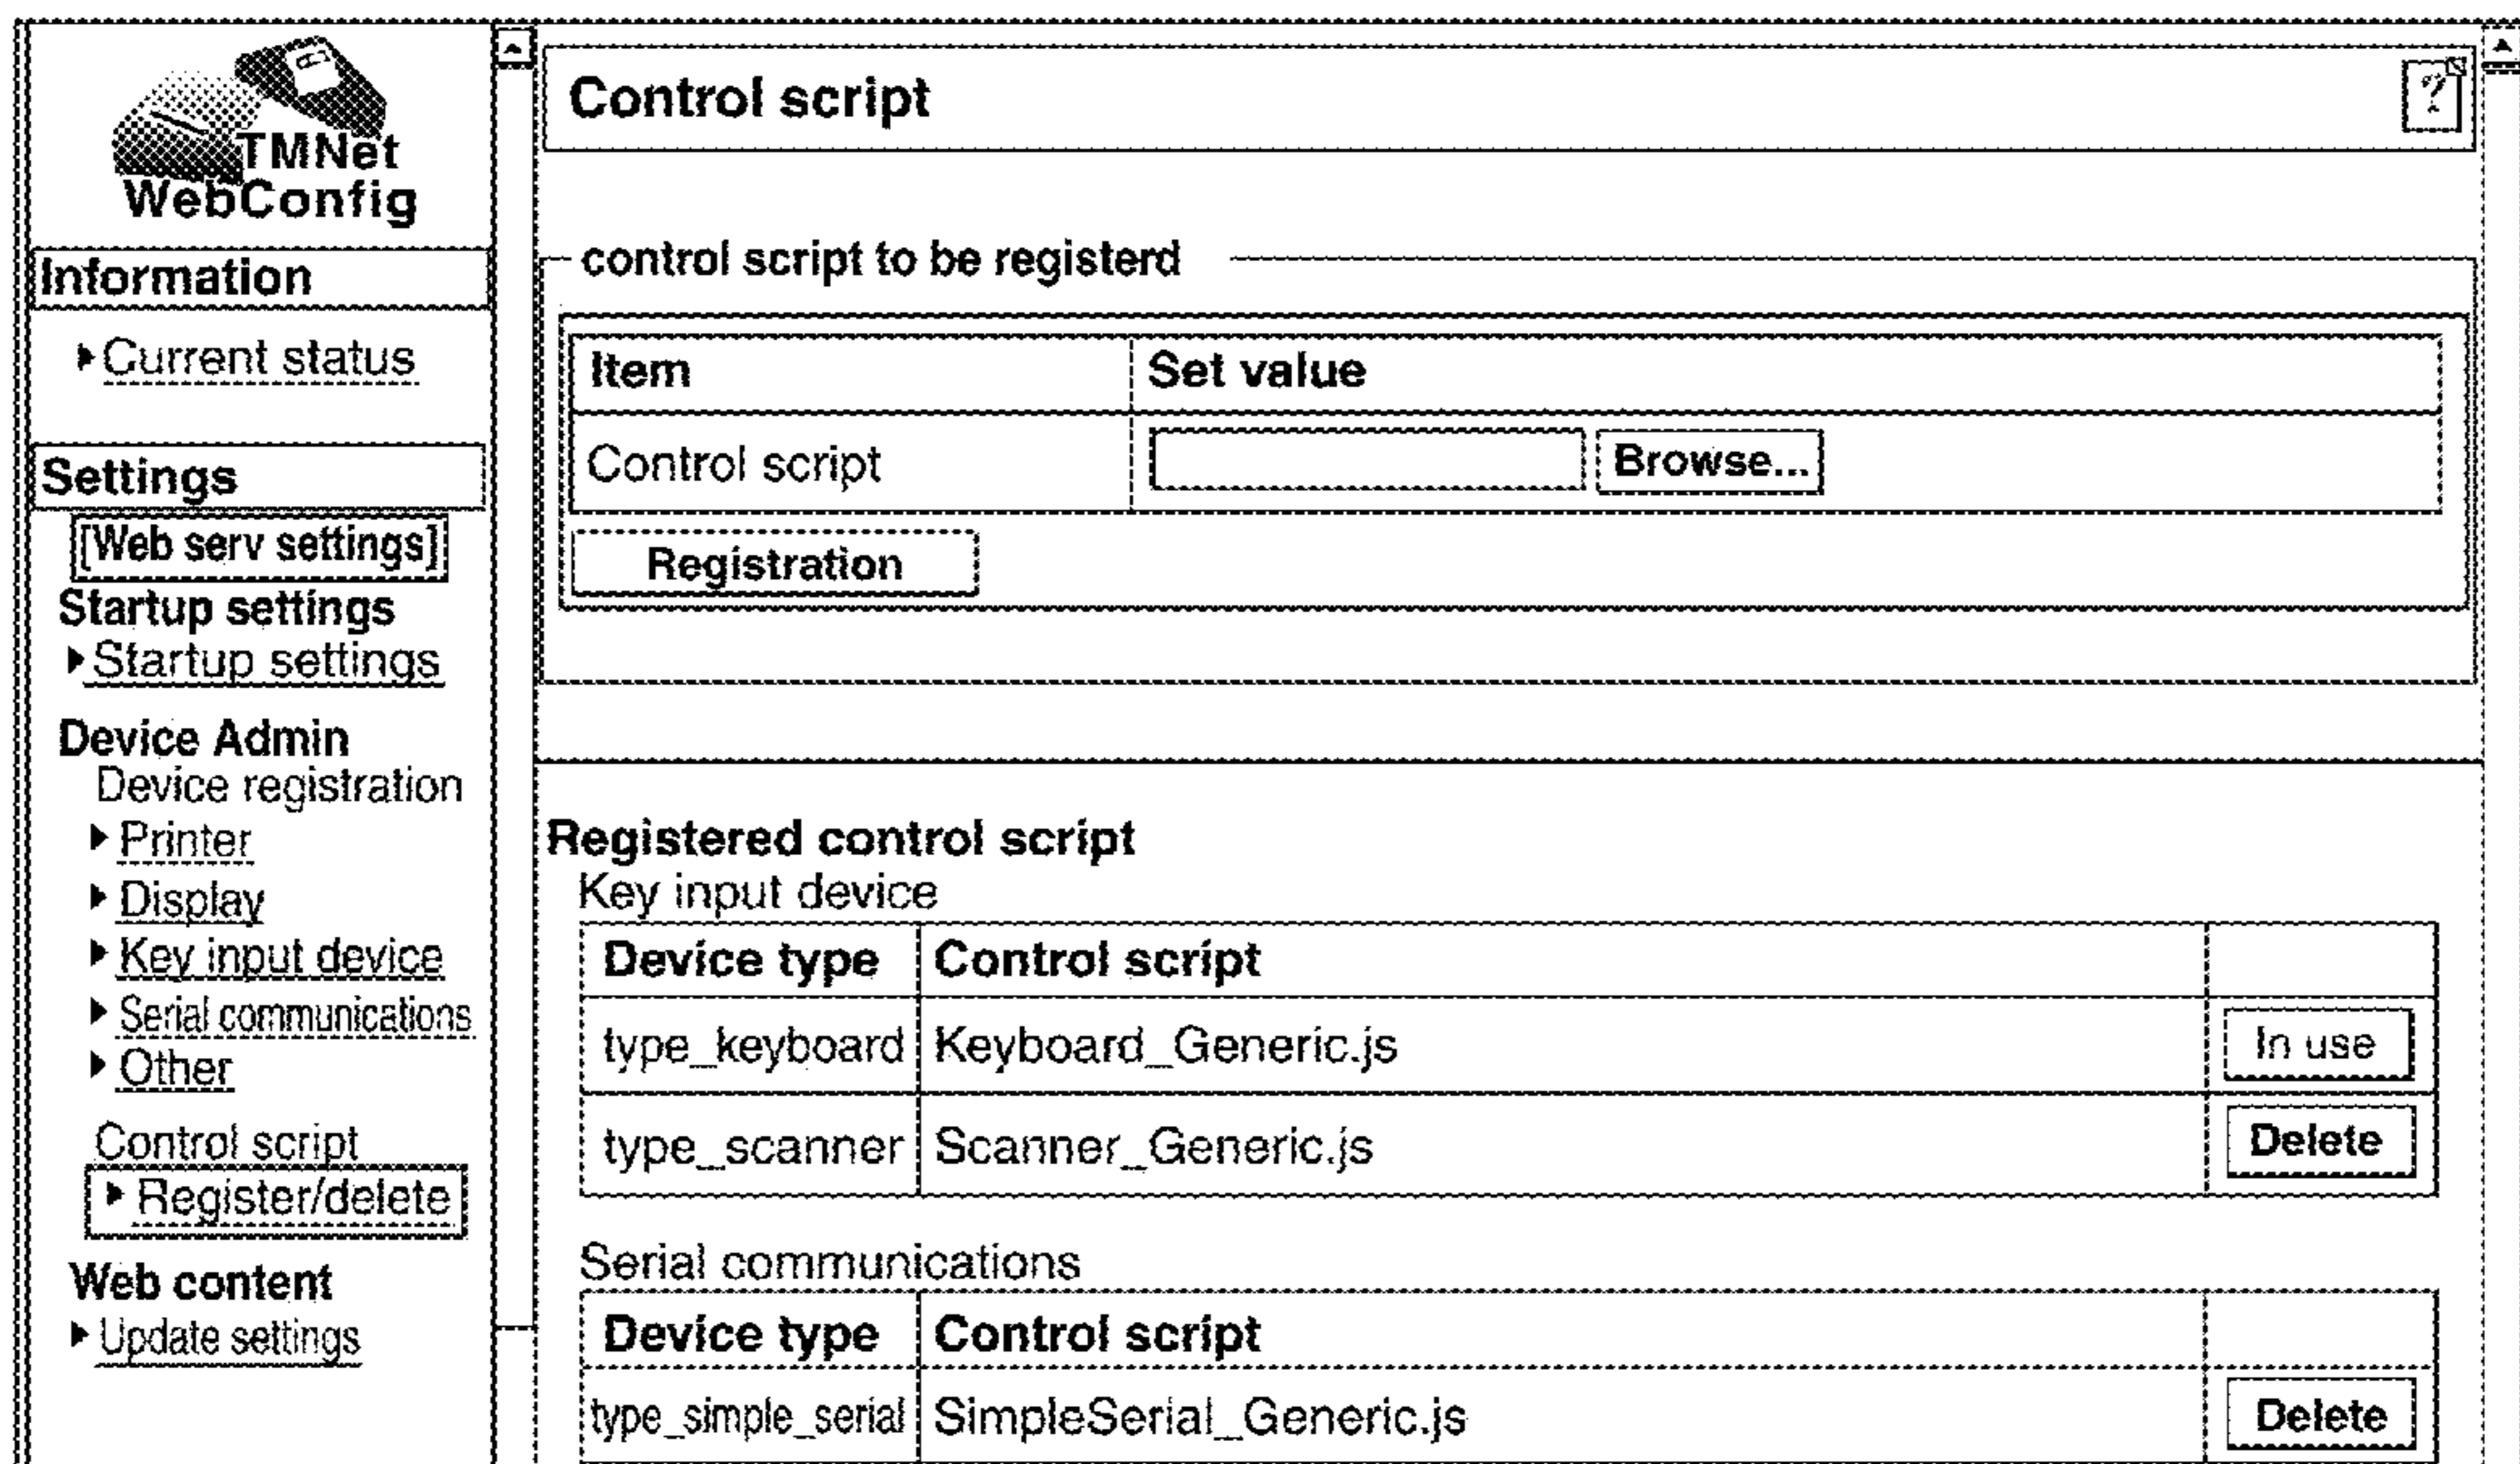 TMNet
WebConfig
Information
Current status
Settings
[Web serv settings]
Startup settings
Startup settings
Device Admin
Device registration
Printer
Display
Key input device
Serial communications
Other
Control script
Register/delete
Web content
Update settings
Control script
?
control script to be registerd
Item Set value
Control script Browse...
Registration
Registered control script
Key input device
Device type Control script
type_keyboard Keyboard_Generic.js In use
type_scanner Scanner_Generic.js Delete
Serial communications
Device type Control script
type_simple_serial SimpleSerial_Generic.js Delete